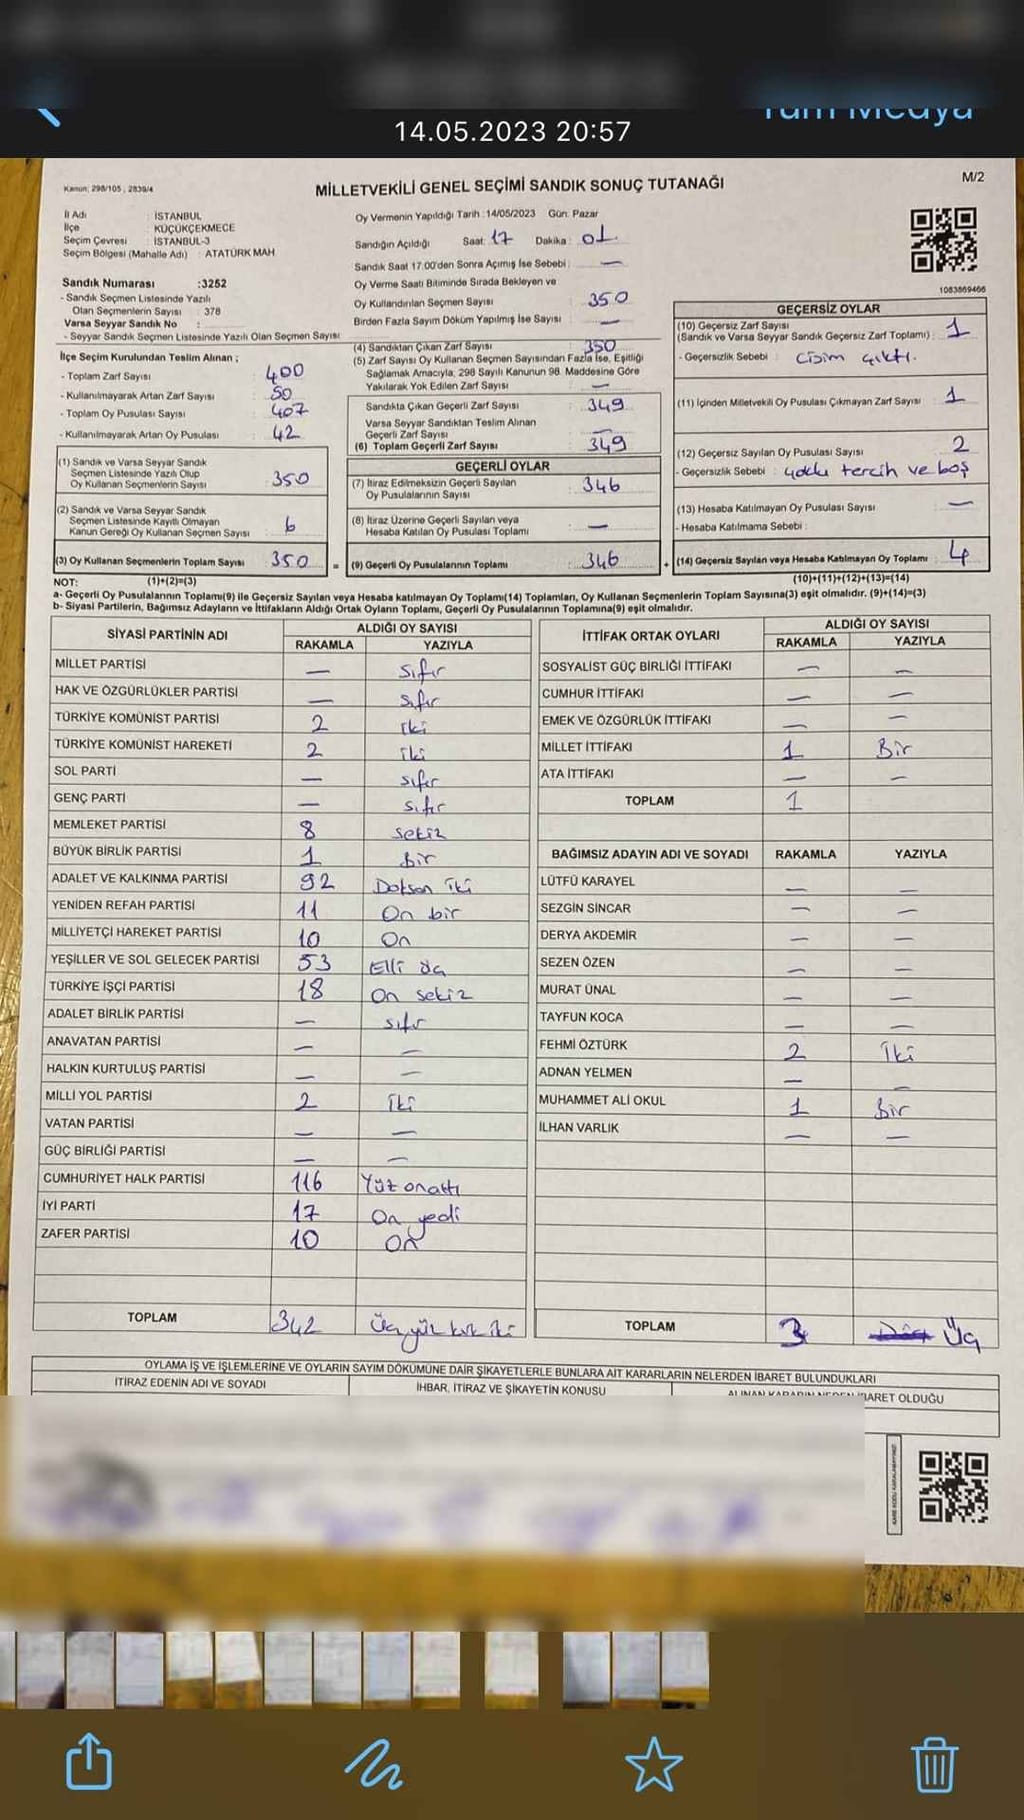 14.05.2023 20:57
Kanun: 298/105 , 2839/4
MİLLETVEKİLİ GENEL SEÇİMİ SANDIK SONUÇ TUTANAĞI
M/2
İl Adı : İSTANBUL
İlçe : KÜÇÜKÇEKMECE
Seçim Çevresi : İSTANBUL-3
Seçim Bölgesi (Mahalle Adı) : ATATÜRK MAH
Oy Vermenin Yapıldığı Tarih :14/05/2023 Gün: Pazar
Sandığın Açıldığı Saat: 17 Dakika: 01
Sandık Saat 17:00'den Sonra Açımış İse Sebebi : —
Sandık Numarası :3252
- Sandık Seçmen Listesinde Yazılı
Olan Seçmenlerin Sayısı : 378
Varsa Seyyar Sandık No :
- Seyyar Sandık Seçmen Listesinde Yazılı Olan Seçmen Sayısı
Oy Verme Saati Bitiminde Sırada Bekleyen ve
Oy Kullandırılan Seçmen Sayısı : 350
Birden Fazla Sayım Döküm Yapılmış İse Sayısı : —
1083869466
İlçe Seçim Kurulundan Teslim Alınan ;
- Toplam Zarf Sayısı : 400
- Kullanılmayarak Artan Zarf Sayısı : 50
- Toplam Oy Pusulası Sayısı : 407
- Kullanılmayarak Artan Oy Pusulası : 42
(4) Sandıktan Çıkan Zarf Sayısı : 350
(5) Zarf Sayısı Oy Kullanan Seçmen Sayısından Fazla İse, Eşitliği
Sağlamak Amacıyla, 298 Sayılı Kanunun 98. Maddesine Göre
Yakılarak Yok Edilen Zarf Sayısı : —
Sandıkta Çıkan Geçerli Zarf Sayısı : 349
Varsa Seyyar Sandıktan Teslim Alınan
Geçerli Zarf Sayısı : —
(6) Toplam Geçerli Zarf Sayısı : 349
GEÇERSİZ OYLAR
(10) Geçersiz Zarf Sayısı
(Sandık ve Varsa Seyyar Sandık Geçersiz Zarf Toplamı) : 1
- Geçersizlik Sebebi : Cisim çıktı.
(11) İçinden Milletvekili Oy Pusulası Çıkmayan Zarf Sayısı : 1
(12) Geçersiz Sayılan Oy Pusulası Sayısı : 2
- Geçersizlik Sebebi : tercih ve boş
(13) Hesaba Katılmayan Oy Pusulası Sayısı : —
- Hesaba Katılmama Sebebi :
(14) Geçersiz Sayılan veya Hesaba Katılmayan Oy Toplamı : 4
(10)+(11)+(12)+(13)=(14)
(1) Sandık ve Varsa Seyyar Sandık
Seçmen Listesinde Yazılı Olup
Oy Kullanan Seçmenlerin Sayısı : 350
(2) Sandık ve Varsa Seyyar Sandık
Seçmen Listesinde Kayıtlı Olmayan
Kanun Gereği Oy Kullanan Seçmen Sayısı : 6
(3) Oy Kullanan Seçmenlerin Toplam Sayısı : 350 =
GEÇERLİ OYLAR
(7) İtiraz Edilmeksizin Geçerli Sayılan
Oy Pusulalarının Sayısı : 346
(8) İtiraz Üzerine Geçerli Sayılan veya
Hesaba Katılan Oy Pusulası Toplamı : —
(9) Geçerli Oy Pusulalarının Toplamı : 346 +
NOT: (1)+(2)=(3)
a- Geçerli Oy Pusulalarının Toplamı(9) ile Geçersiz Sayılan veya Hesaba katılmayan Oy Toplamı(14) Toplamları, Oy Kullanan Seçmenlerin Toplam Sayısına(3) eşit olmalıdır. (9)+(14)=(3)
b- Siyasi Partilerin, Bağımsız Adayların ve İttifakların Aldığı Ortak Oyların Toplamı, Geçerli Oy Pusulalarının Toplamına(9) eşit olmalıdır.
SİYASİ PARTİNİN ADI ALDIĞI OY SAYISI
RAKAMLA YAZIYLA
MİLLET PARTİSİ — sıfır
HAK VE ÖZGÜRLÜKLER PARTİSİ — sıfır
TÜRKİYE KOMÜNİST PARTİSİ 2 iki
TÜRKİYE KOMÜNİST HAREKETİ 2 iki
SOL PARTİ — sıfır
GENÇ PARTİ — sıfır
MEMLEKET PARTİSİ 8 sekiz
BÜYÜK BİRLİK PARTİSİ 1 Bir
ADALET VE KALKINMA PARTİSİ 92 Doksan iki
YENİDEN REFAH PARTİSİ 11 On bir
MİLLİYETÇİ HAREKET PARTİSİ 10 On
YEŞİLLER VE SOL GELECEK PARTİSİ 53 Elli üç
TÜRKİYE İŞÇİ PARTİSİ 18 On sekiz
ADALET BİRLİK PARTİSİ — sıfır
ANAVATAN PARTİSİ — —
HALKIN KURTULUŞ PARTİSİ — —
MİLLİ YOL PARTİSİ 2 iki
VATAN PARTİSİ — —
GÜÇ BİRLİĞİ PARTİSİ — —
CUMHURİYET HALK PARTİSİ 116 Yüz onaltı
İYİ PARTİ 17 On yedi
ZAFER PARTİSİ 10 On
TOPLAM 342 Üç yüz kırk iki
İTTİFAK ORTAK OYLARI ALDIĞI OY SAYISI
RAKAMLA YAZIYLA
SOSYALİST GÜÇ BİRLİĞİ İTTİFAKI — —
CUMHUR İTTİFAKI — —
EMEK VE ÖZGÜRLÜK İTTİFAKI — —
MİLLET İTTİFAKI 1 Bir
ATA İTTİFAKI — —
TOPLAM 1
BAĞIMSIZ ADAYIN ADI VE SOYADI RAKAMLA YAZIYLA
LÜTFÜ KARAYEL — —
SEZGİN SİNCAR — —
DERYA AKDEMİR — —
SEZEN ÖZEN — —
MURAT ÜNAL — —
TAYFUN KOCA — —
FEHMİ ÖZTÜRK 2 İki
ADNAN YELMEN — —
MUHAMMET ALİ OKUL 1 Bir
İLHAN VARLIK — —
TOPLAM 3 Üç
OYLAMA İŞ VE İŞLEMLERİNE VE OYLARIN SAYIM DÖKÜMÜNE DAİR ŞİKAYETLERLE BUNLARA AİT KARARLARIN NELERDEN İBARET BULUNDUKLARI
İTİRAZ EDENİN ADI VE SOYADI İHBAR, İTİRAZ VE ŞİKAYETİN KONUSU ALINAN KARARIN NEDEN İBARET OLDUĞU